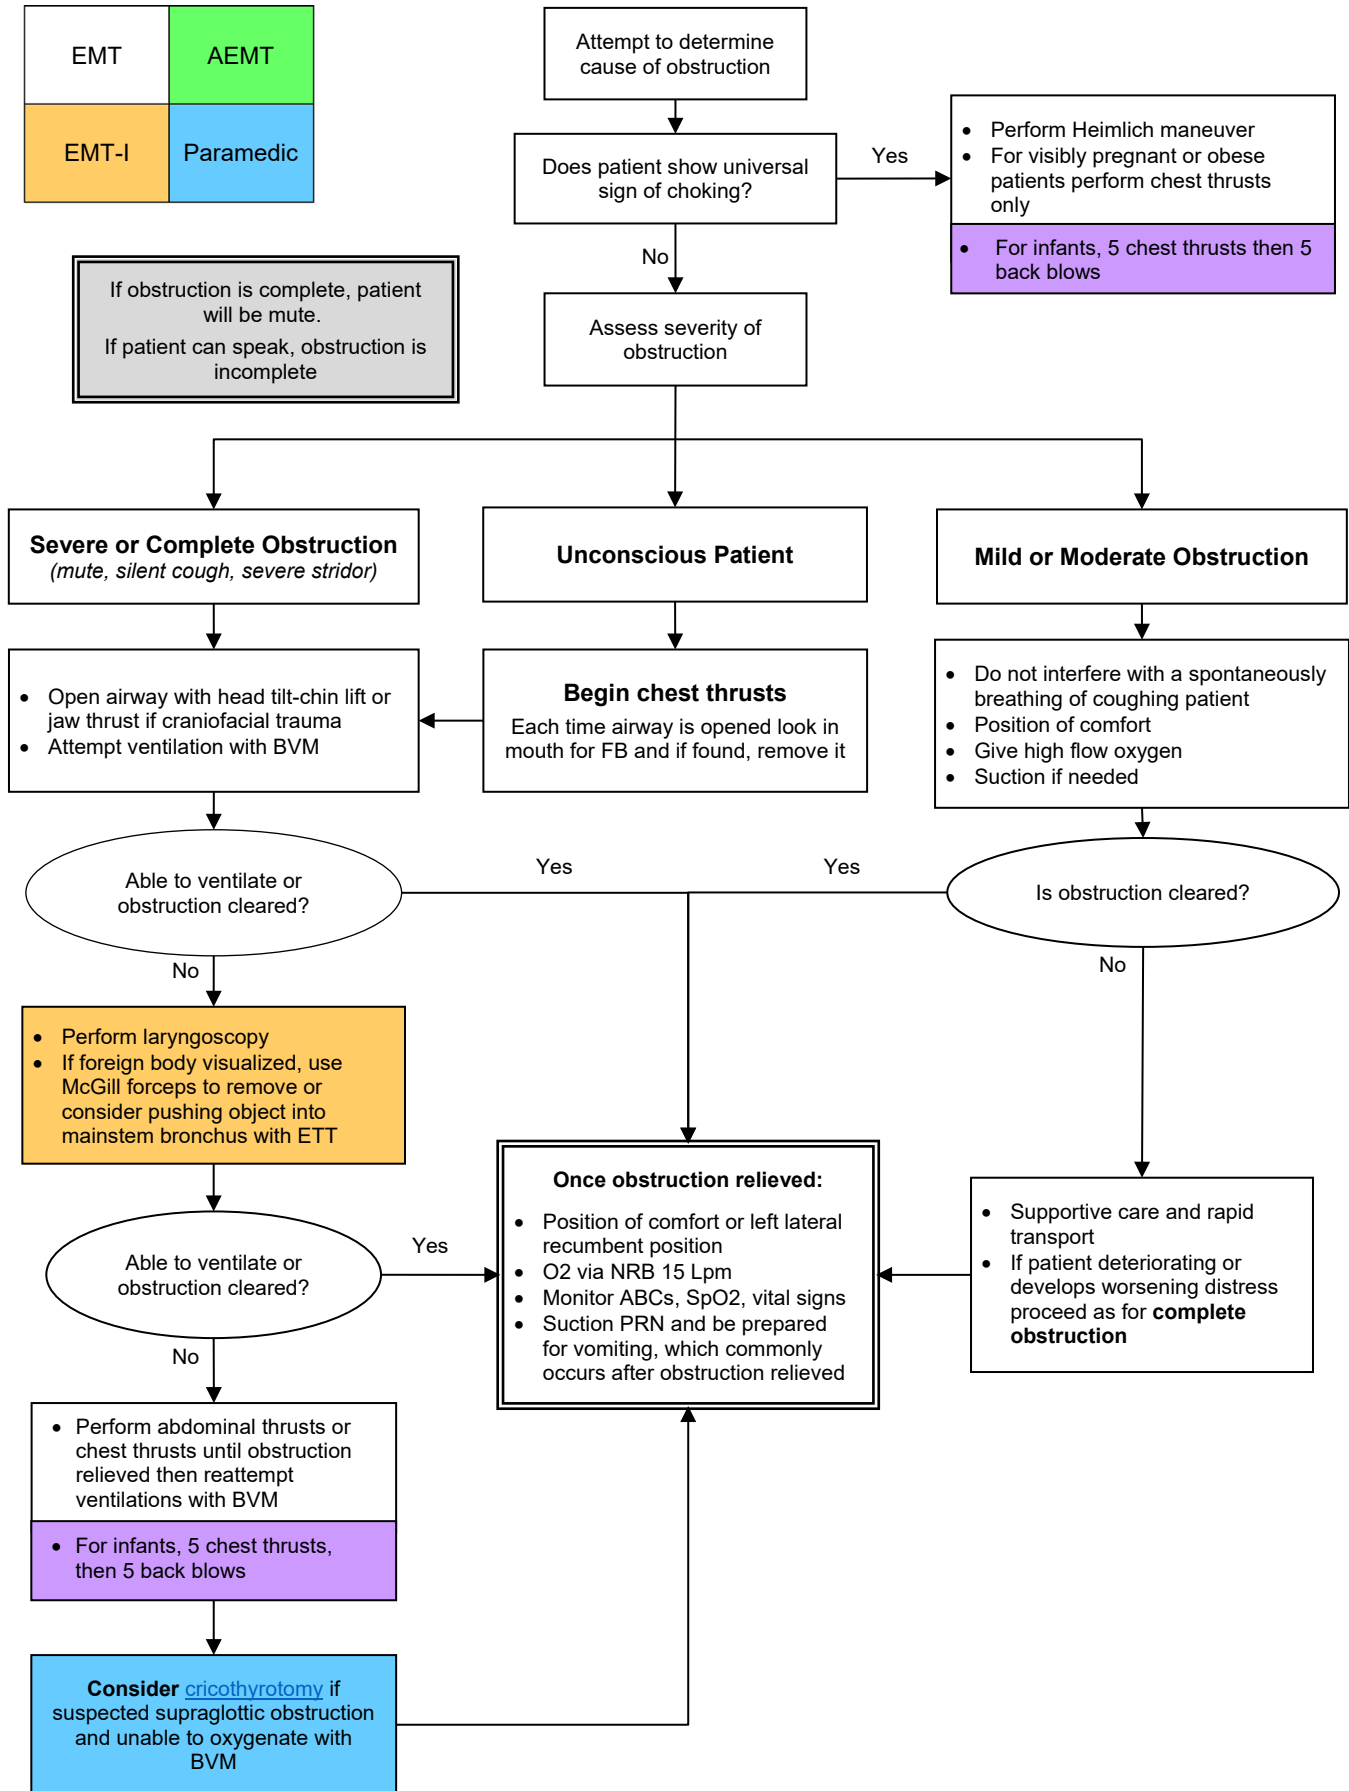 EMT
AEMT
EMT-I
Paramedic
Attempt to determine
cause of obstruction
Does patient show universal
sign of choking?
Yes
• Perform Heimlich maneuver
• For visibly pregnant or obese
patients perform chest thrusts
only
• For infants, 5 chest thrusts then 5
back blows
No
If obstruction is complete, patient
will be mute.
If patient can speak, obstruction is
incomplete
Assess severity of
obstruction
Severe or Complete Obstruction
(mute, silent cough, severe stridor)
Unconscious Patient
Mild or Moderate Obstruction
• Open airway with head tilt-chin lift or
jaw thrust if craniofacial trauma
• Attempt ventilation with BVM
Begin chest thrusts
Each time airway is opened look in
mouth for FB and if found, remove it
• Do not interfere with a spontaneously
breathing of coughing patient
• Position of comfort
• Give high flow oxygen
• Suction if needed
Able to ventilate or
obstruction cleared?
Yes
Yes
Is obstruction cleared?
No
No
• Perform laryngoscopy
• If foreign body visualized, use
McGill forceps to remove or
consider pushing object into
mainstem bronchus with ETT
Able to ventilate or
obstruction cleared?
Yes
Once obstruction relieved:
• Position of comfort or left lateral
recumbent position
• O2 via NRB 15 Lpm
• Monitor ABCs, SpO2, vital signs
• Suction PRN and be prepared
for vomiting, which commonly
occurs after obstruction relieved
• Supportive care and rapid
transport
• If patient deteriorating or
develops worsening distress
proceed as for complete
obstruction
No
• Perform abdominal thrusts or
chest thrusts until obstruction
relieved then reattempt
ventilations with BVM
• For infants, 5 chest thrusts,
then 5 back blows
Consider cricothyrotomy if
suspected supraglottic obstruction
and unable to oxygenate with
BVM